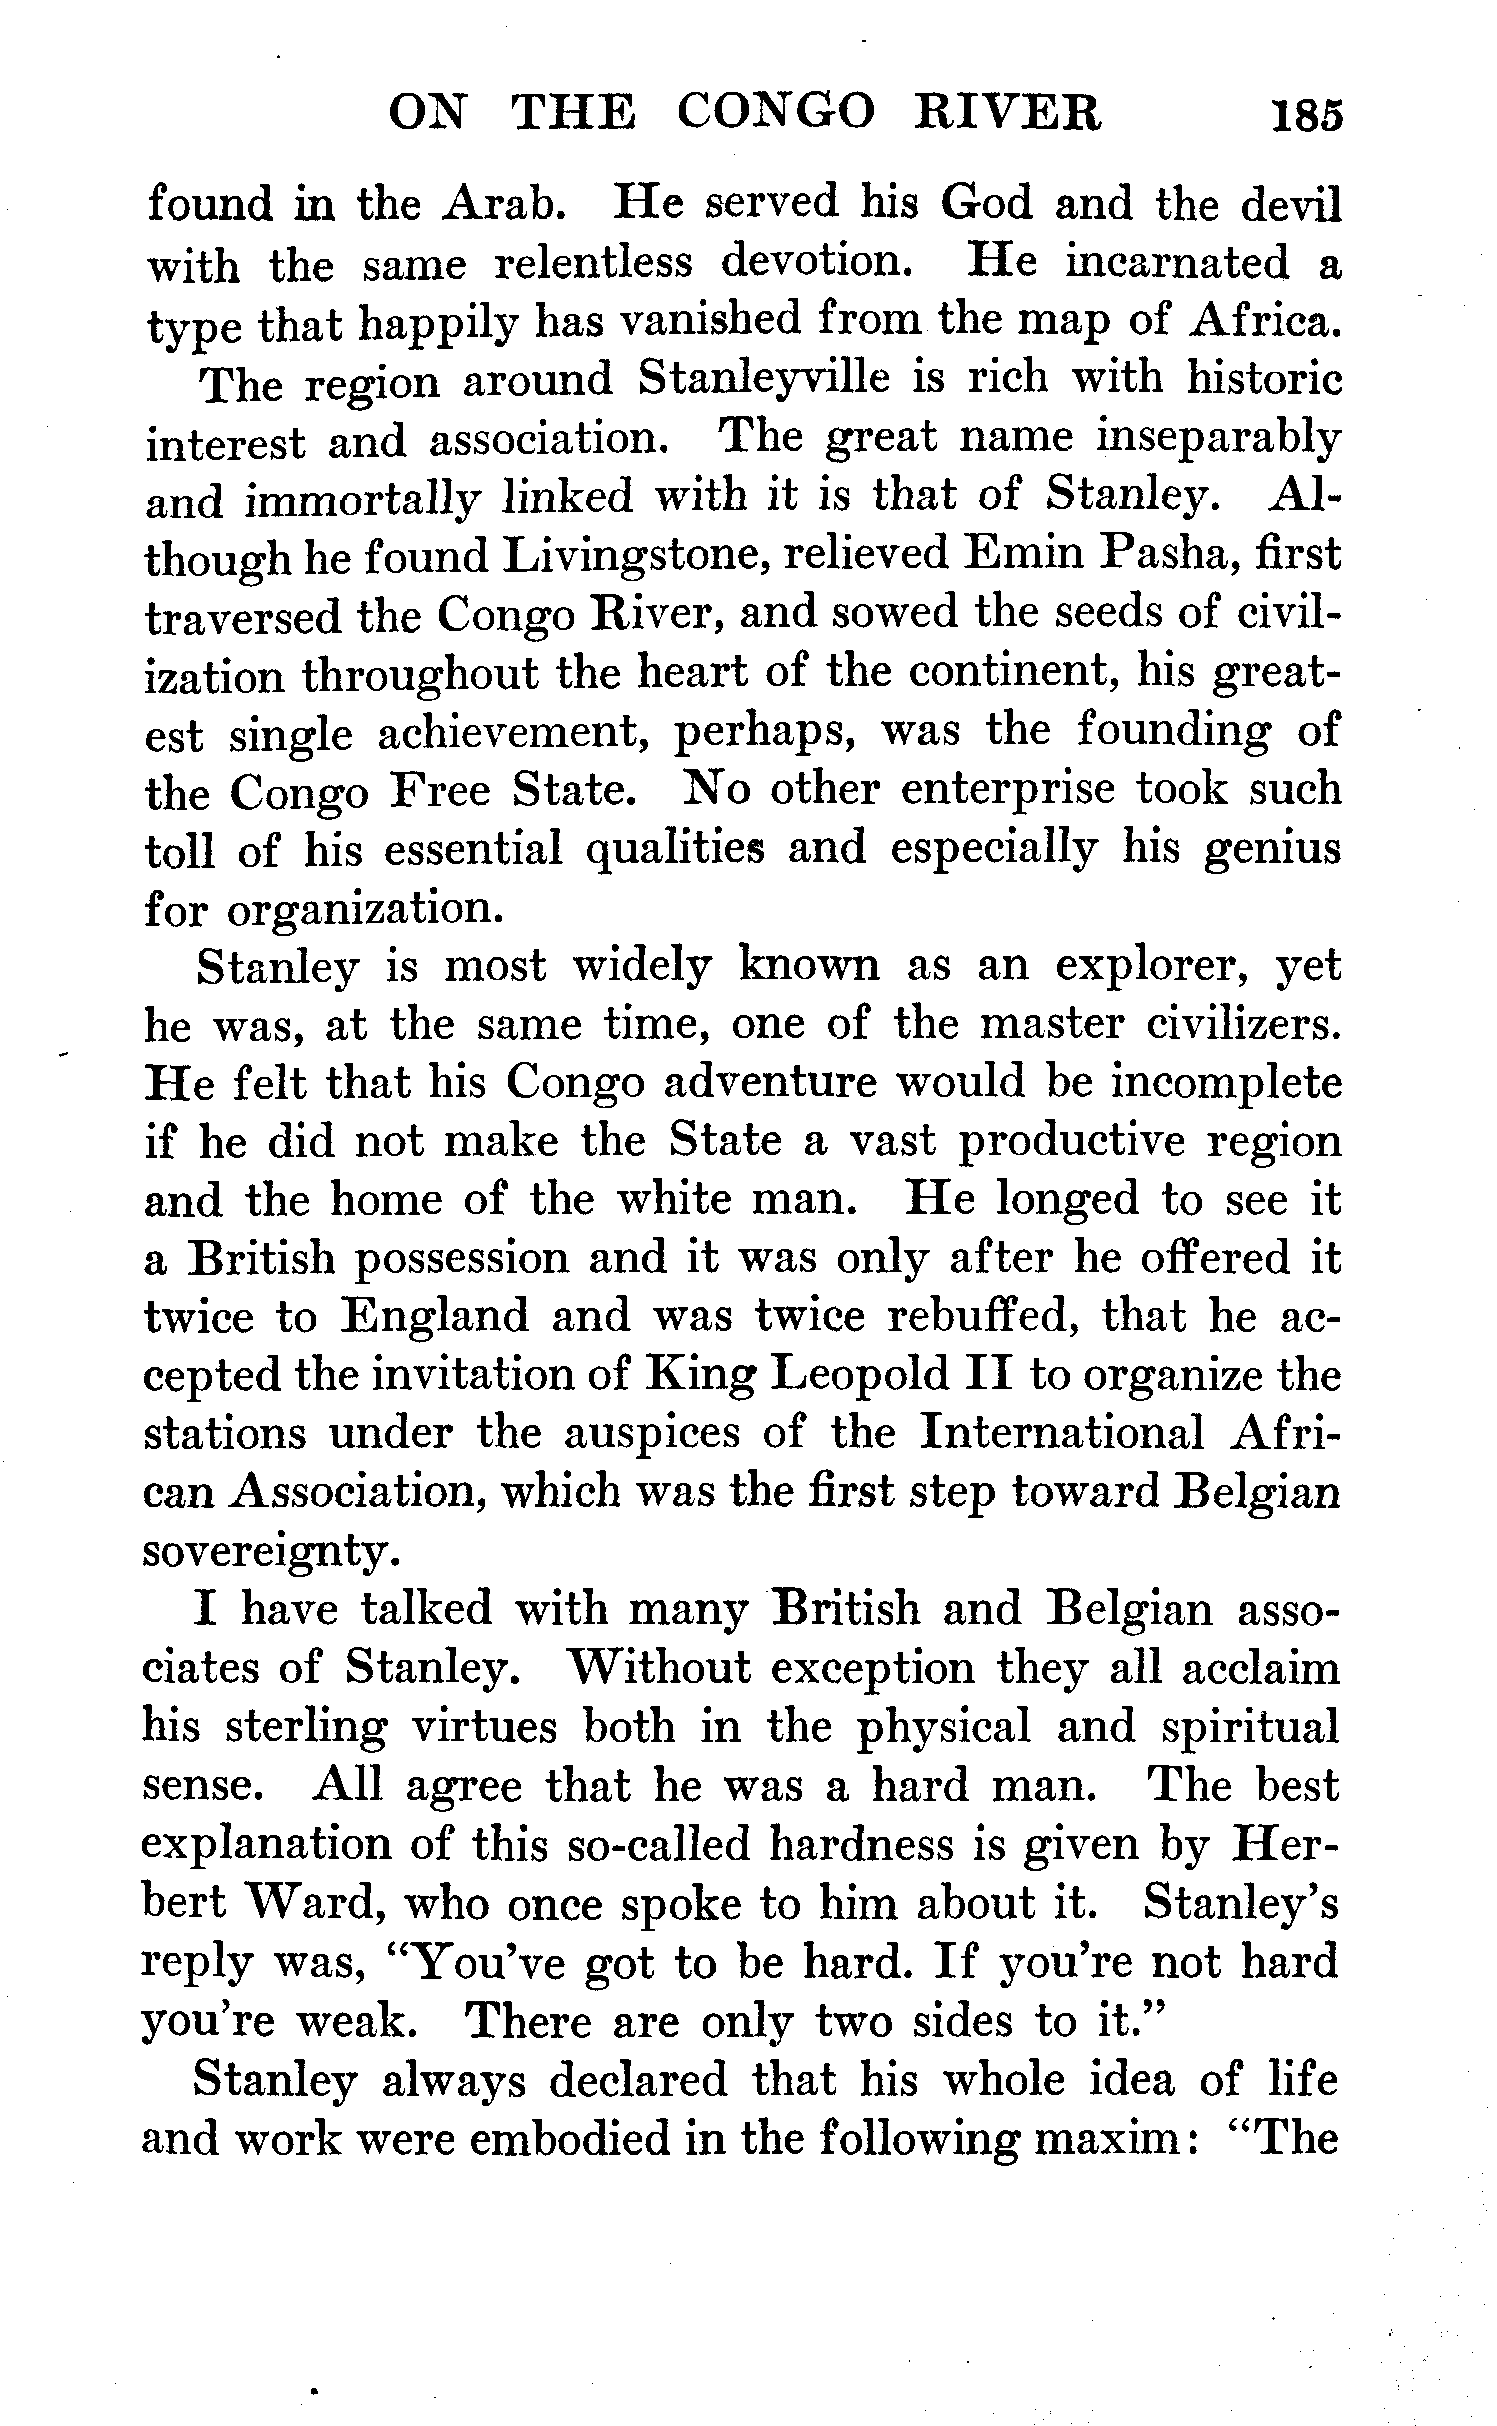 ON THE CONGO RIVER 185
found in the Arab. He served his God and the devil
with the same relentless devotion. He incarnated a
type that happily has vanished from the map of Africa.
The region around Stanleyville is rich with historic
interest and association. The great name inseparably
and immortally linked with it is that of Stanley. Al-
though he found Livingstone, relieved Emin Pasha, first
traversed the Congo River, and sowed the seeds of civil-
ization throughout the heart of the continent, his great-
est single achievement, perhaps, was the founding of
the Congo Free State. No other enterprise took such
toll of his essential qualities and especially his genius
for organization.
Stanley is most widely known as an explorer, yet
he was, at the same time, one of the master civilizers.
He felt that his Congo adventure would be incomplete
if he did not make the State a vast productive region
and the home of the white man. He longed to see it
a British possession and it was only after he offered it
twice to England and was twice rebuffed, that he ac-
cepted the invitation of King Leopold II to organize the
stations under the auspices of the International Afri-
can Association, which was the first step toward Belgian
sovereignty.
I have talked with many British and Belgian asso-
ciates of Stanley. Without exception they all acclaim
his sterling virtues both in the physical and spiritual
sense. All agree that he was a hard man. The best
explanation of this so-called hardness is given by Her-
bert Ward, who once spoke to him about it. Stanley's
reply was, "You've got to be hard. If you're not hard
you're weak. There are only two sides to it."
Stanley always declared that his whole idea of life
and work were embodied in the following maxim: "The